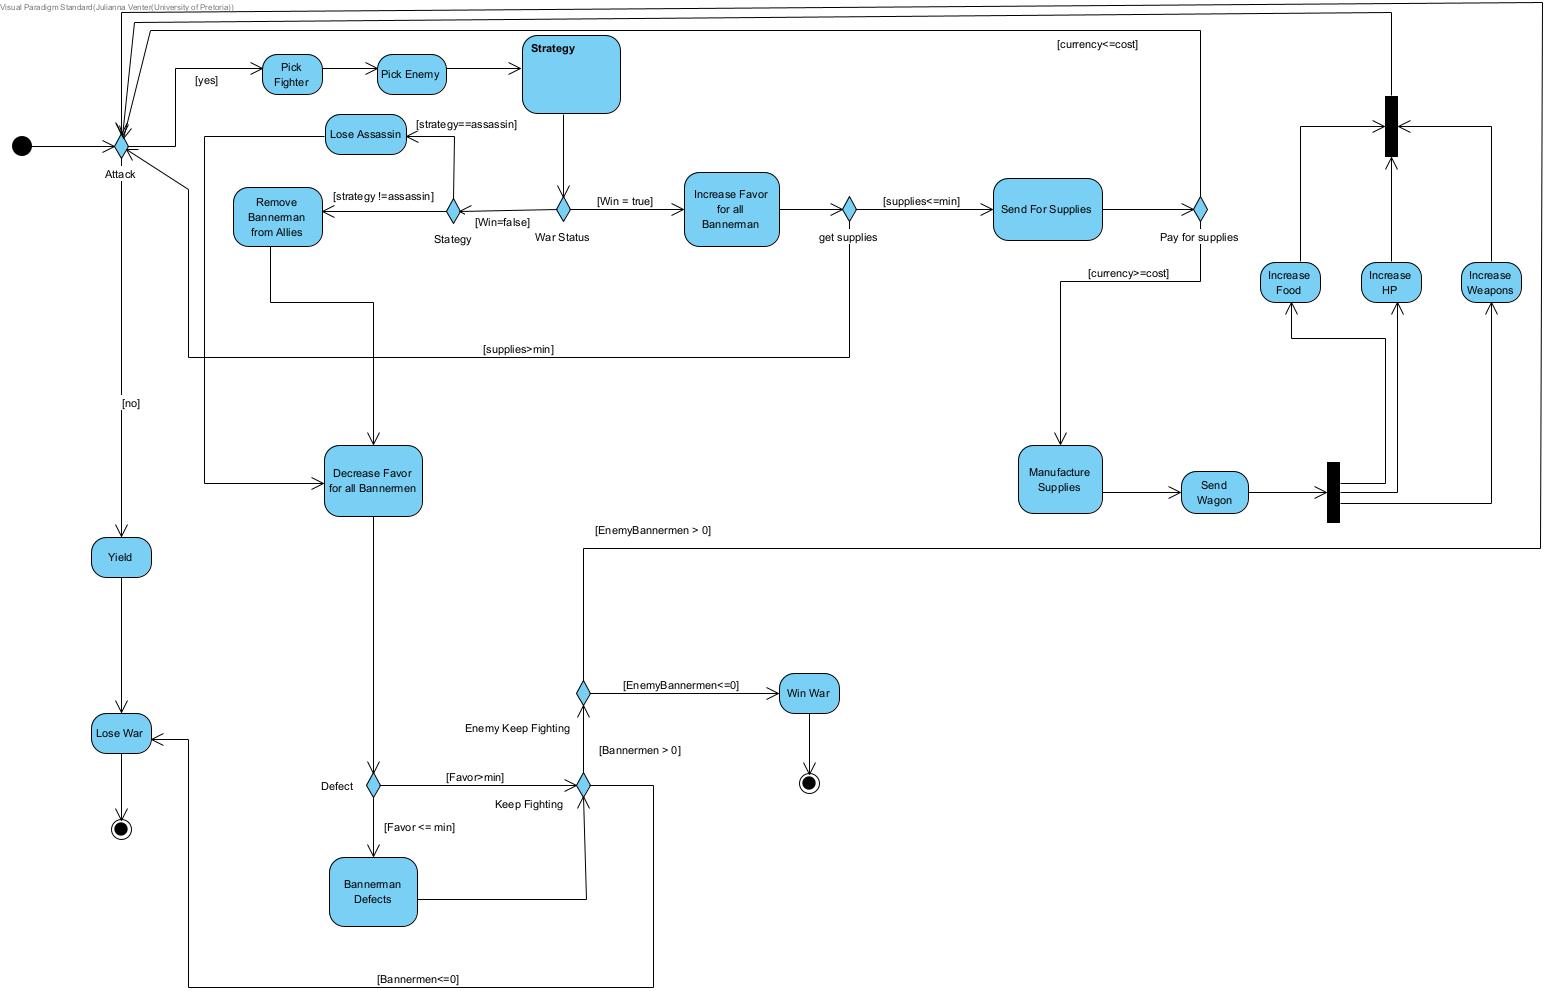 Visual Paradigm Standard(Julianna Venter(University of Pretoria))
[currency<=cost]
Strategy
[yes]
Pick
Fighter
Pick Enemy
Lose Assassin
[strategy==assassin]
Attack
Remove
Bannerman
from Allies
[strategy !=assassin]
Stategy
[Win=false]
War Status
[Win = true]
Increase Favor
for all
Bannerman
get supplies
[supplies<=min]
Send For Supplies
Pay for supplies
[currency>=cost]
Increase
Food
Increase
HP
Increase
Weapons
[supplies>min]
[no]
Decrease Favor
for all Bannermen
Manufacture
Supplies
Send
Wagon
[EnemyBannermen > 0]
Yield
[EnemyBannermen<=0]
Win War
Enemy Keep Fighting
Lose War
[Bannermen > 0]
Defect
[Favor>min]
Keep Fighting
[Favor <= min]
Bannerman
Defects
[Bannermen<=0]